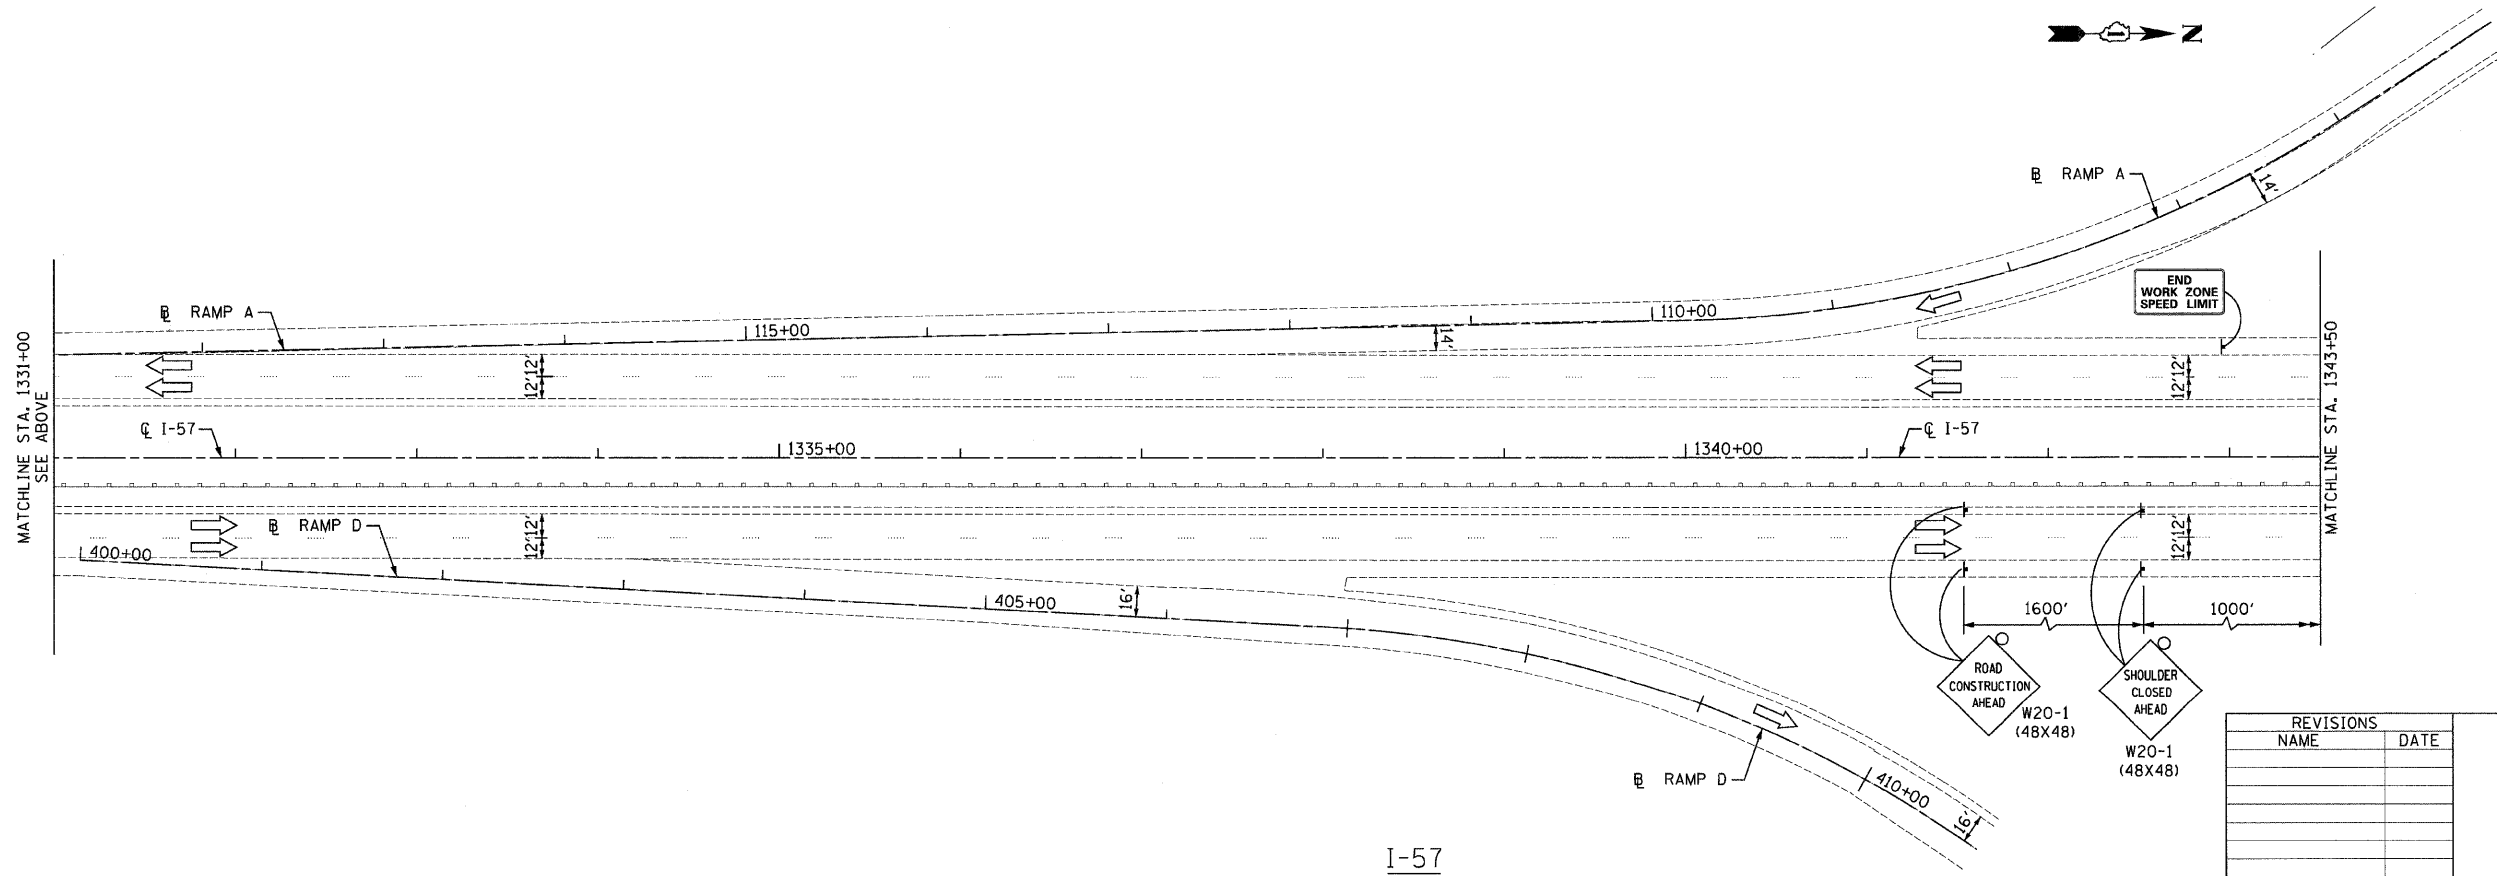 N
℄ RAMP A
14'
END
WORK ZONE
SPEED LIMIT
℄ RAMP A
115+00
110+00
14'
12' 12'
12' 12'
MATCHLINE STA. 1331+00
SEE ABOVE
MATCHLINE STA. 1343+50
℄ I-57
1335+00
1340+00
℄ I-57
℄ RAMP D
12' 12'
12' 12'
400+00
405+00
16'
1600'
1000'
ROAD
CONSTRUCTION
AHEAD
W20-1
(48X48)
SHOULDER
CLOSED
AHEAD
W20-1
(48X48)
℄ RAMP D
410+00
16'
REVISIONS
NAME DATE
I-57